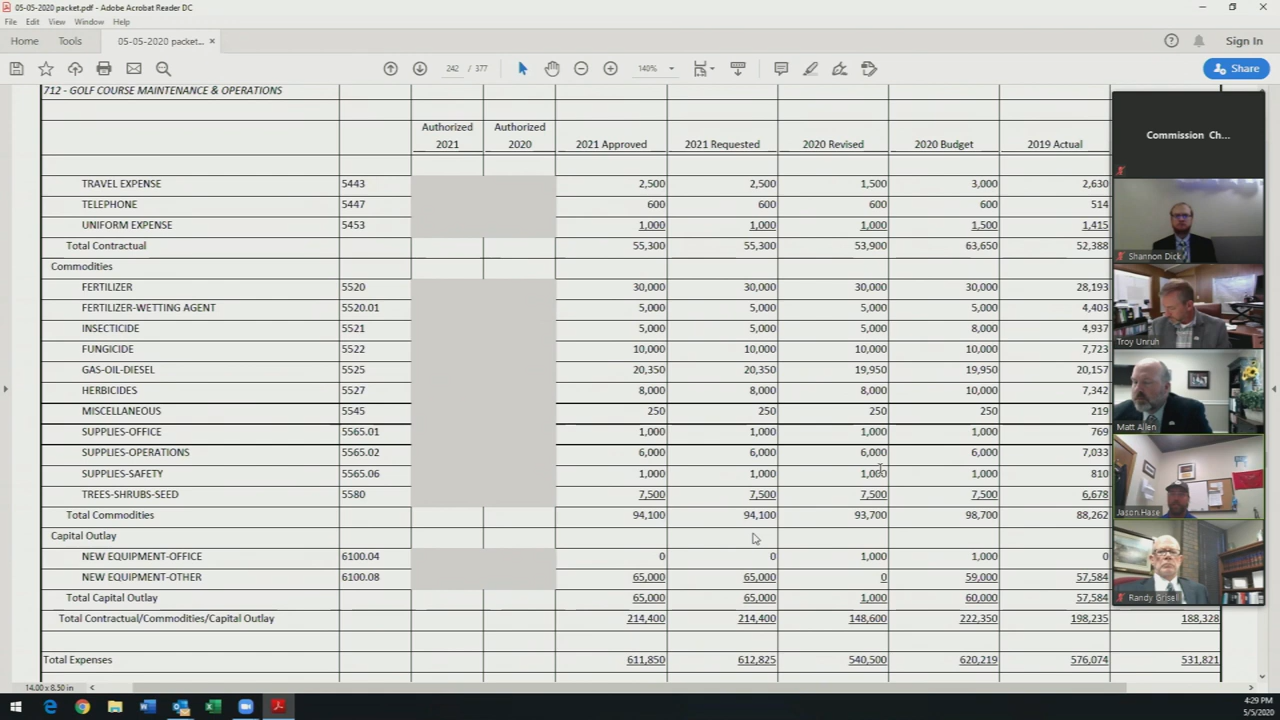 05-05-2020 packet.pdf - Adobe Acrobat Reader DC
File Edit View Window Help
Home Tools 05-05-2020 packet... × Sign In
242 / 377 140% Share
712 - GOLF COURSE MAINTENANCE & OPERATIONS
Authorized Authorized
2021 2020 2021 Approved 2021 Requested 2020 Revised 2020 Budget 2019 Actual
TRAVEL EXPENSE 5443 2,500 2,500 1,500 3,000 2,630
TELEPHONE 5447 600 600 600 600 514
UNIFORM EXPENSE 5453 1,000 1,000 1,000 1,500 1,415
Total Contractual 55,300 55,300 53,900 63,650 52,388
Commodities
FERTILIZER 5520 30,000 30,000 30,000 30,000 28,193
FERTILIZER-WETTING AGENT 5520.01 5,000 5,000 5,000 5,000 4,403
INSECTICIDE 5521 5,000 5,000 5,000 8,000 4,937
FUNGICIDE 5522 10,000 10,000 10,000 10,000 7,723
GAS-OIL-DIESEL 5525 20,350 20,350 19,950 19,950 20,157
HERBICIDES 5527 8,000 8,000 8,000 10,000 7,342
MISCELLANEOUS 5545 250 250 250 250 219
SUPPLIES-OFFICE 5565.01 1,000 1,000 1,000 1,000 769
SUPPLIES-OPERATIONS 5565.02 6,000 6,000 6,000 6,000 7,033
SUPPLIES-SAFETY 5565.06 1,000 1,000 1,000 1,000 810
TREES-SHRUBS-SEED 5580 7,500 7,500 7,500 7,500 6,678
Total Commodities 94,100 94,100 93,700 98,700 88,262
Capital Outlay
NEW EQUIPMENT-OFFICE 6100.04 0 0 1,000 1,000 0
NEW EQUIPMENT-OTHER 6100.08 65,000 65,000 0 59,000 57,584
Total Capital Outlay 65,000 65,000 1,000 60,000 57,584
Total Contractual/Commodities/Capital Outlay 214,400 214,400 148,600 222,350 198,235 188,328
Total Expenses 611,850 612,825 540,500 620,219 576,074 531,821
Commission Ch...
Shannon Dick
Troy Unruh
Matt Allen
Jason Hase
Randy Grisell
14.00 x 8.50 in
4:29 PM
5/5/2020